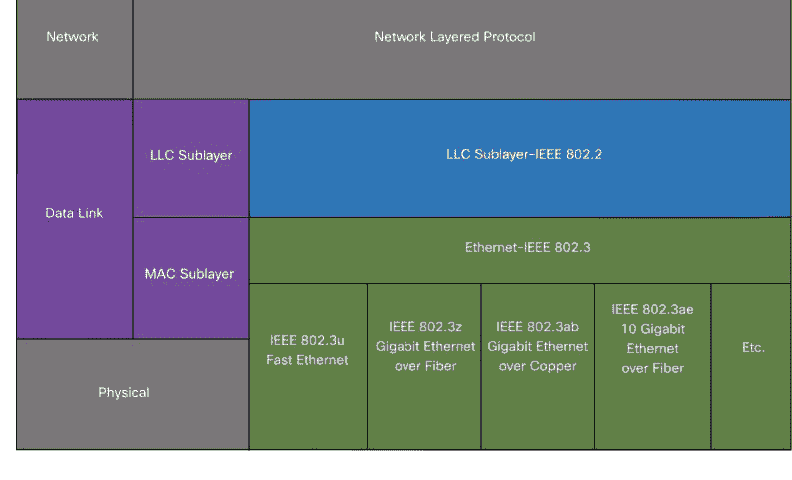 Network
Network Layered Protocol
Data Link
LLC Sublayer
LLC Sublayer-IEEE 802.2
MAC Sublayer
Ethernet-IEEE 802.3
IEEE 802.3u
Fast Ethernet
IEEE 802.3z
Gigabit Ethernet
over Fiber
IEEE 802.3ab
Gigabit Ethernet
over Copper
IEEE 802.3ae
10 Gigabit
Ethernet
over Fiber
Etc.
Physical